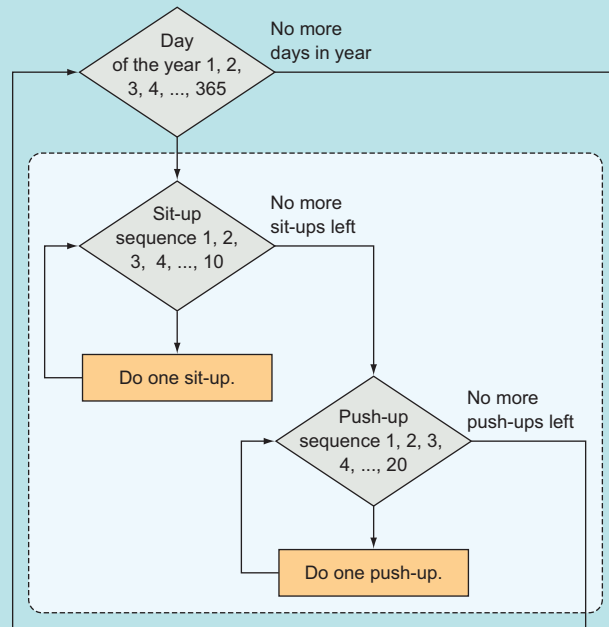 Day
of the year 1, 2,
3, 4, ..., 365
No more
days in year
Sit-up
sequence 1, 2,
3, 4, ..., 10
No more
sit-ups left
Do one sit-up.
Push-up
sequence 1, 2, 3,
4, ..., 20
No more
push-ups left
Do one push-up.